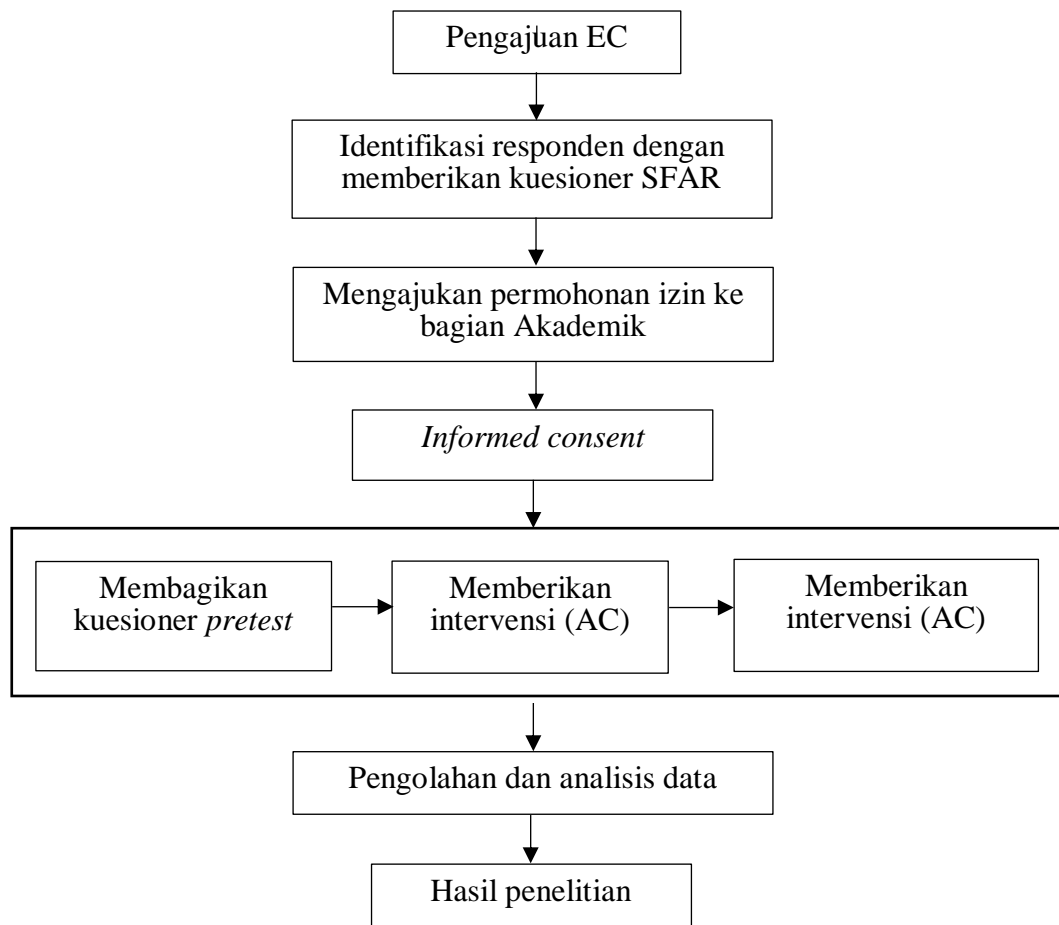 Pengajuan EC
Identifikasi responden dengan
memberikan kuesioner SFAR
Mengajukan permohonan izin ke
bagian Akademik
Informed consent
Membagikan
kuesioner pretest
Memberikan
intervensi (AC)
Memberikan
intervensi (AC)
Pengolahan dan analisis data
Hasil penelitian